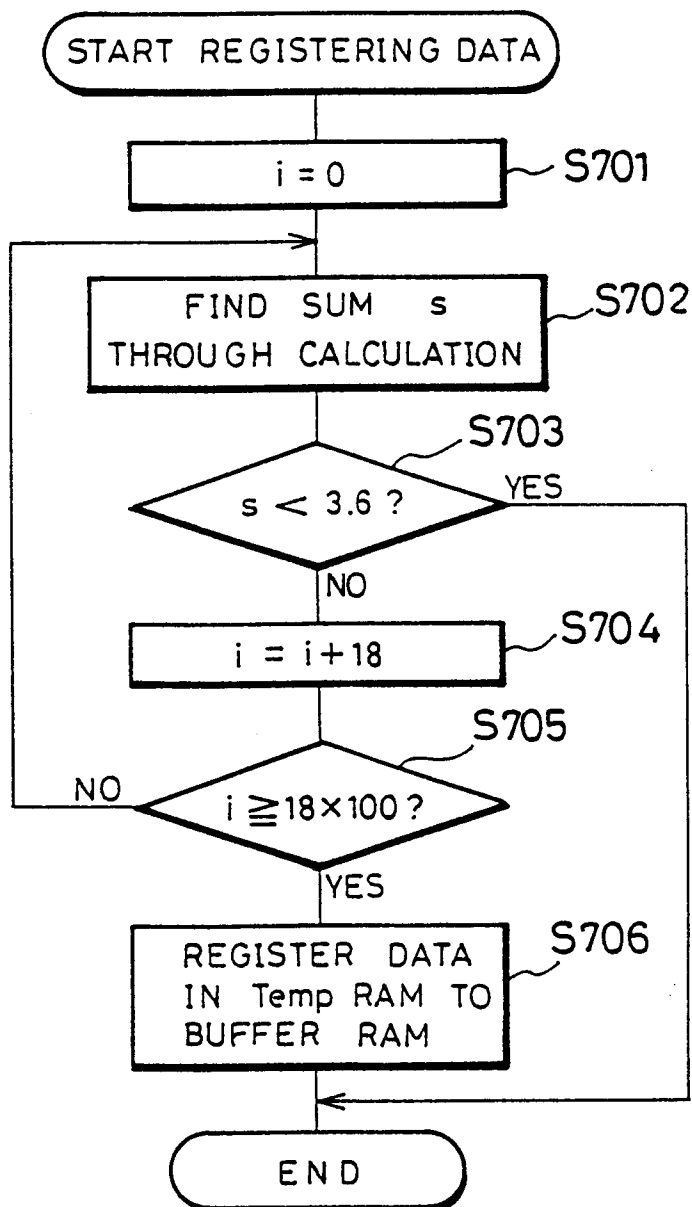 START REGISTERING DATA
i = 0
S701
FIND SUM s
THROUGH CALCULATION
S702
S703
s < 3.6 ?
YES
NO
i = i+18
S704
S705
i ≧ 18×100 ?
NO
YES
REGISTER DATA
IN Temp RAM TO
BUFFER RAM
S706
END